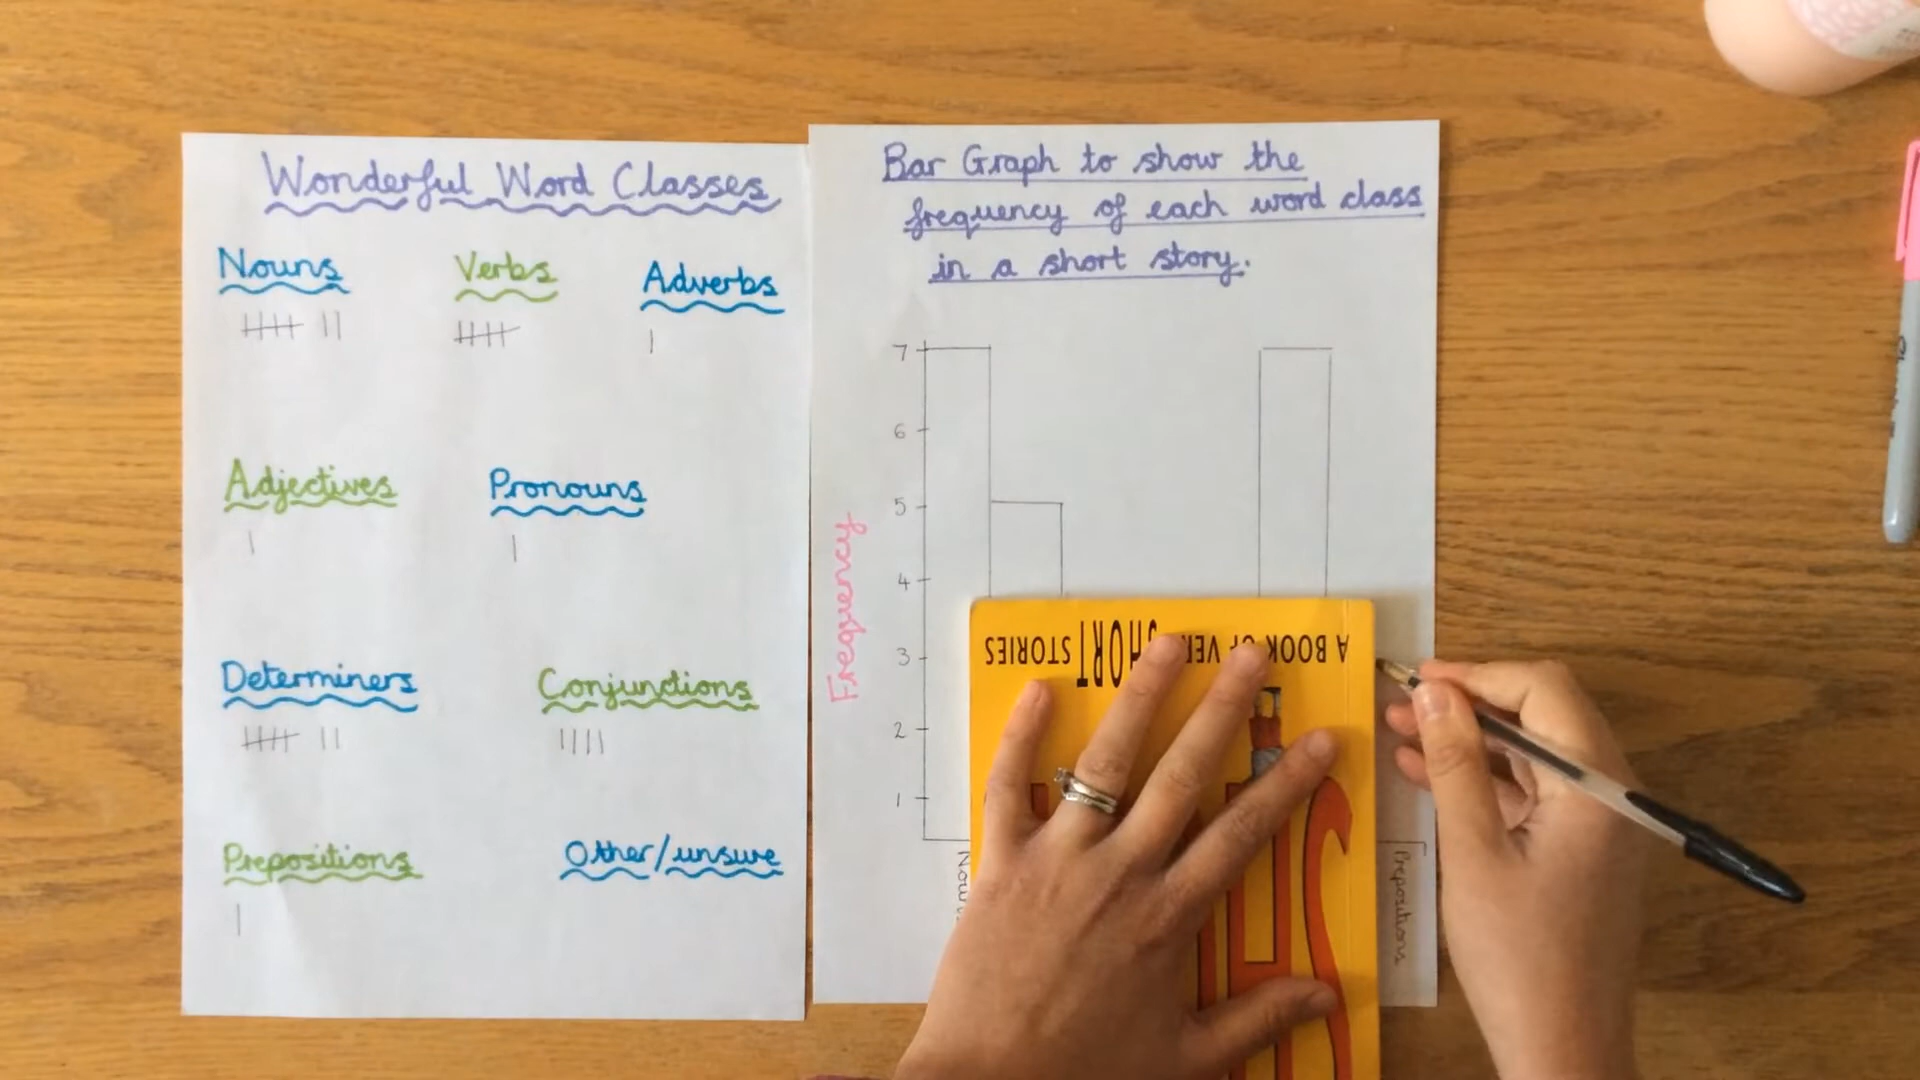 Wonderful Word Classes
Nouns
Verbs
Adverbs
Adjectives
Pronouns
Determiners
Conjunctions
Prepositions
Other/unsure
Bar Graph to show the
frequency of each word class
in a short story.
Frequency
7
6
5
4
3
2
1
Prepositions
A BOOK OF VERY SHORT STORIES